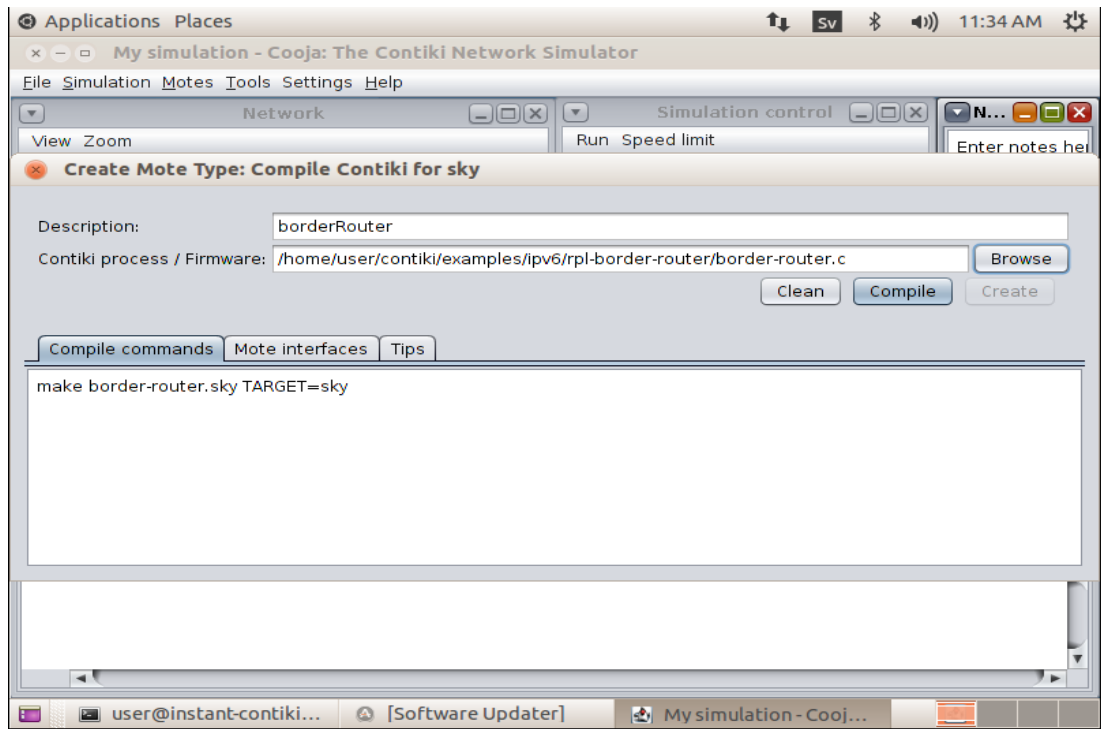 Applications Places Sv 11:34 AM
My simulation - Cooja: The Contiki Network Simulator
File Simulation Motes Tools Settings Help
Network Simulation control N...
View Zoom Run Speed limit Enter notes her
Create Mote Type: Compile Contiki for sky
Description: borderRouter
Contiki process / Firmware: /home/user/contiki/examples/ipv6/rpl-border-router/border-router.c Browse
Clean Compile Create
Compile commands Mote interfaces Tips
make border-router.sky TARGET=sky
user@instant-contiki... [Software Updater] My simulation - Cooj...